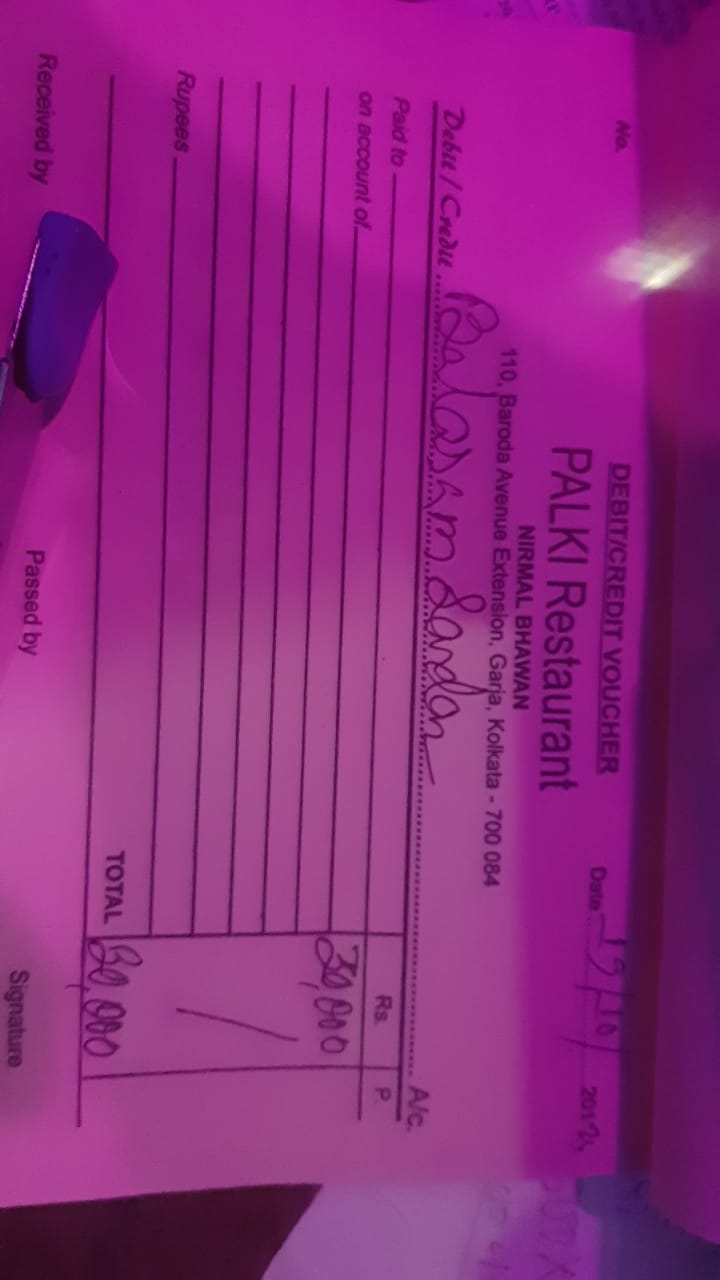 DEBIT/CREDIT VOUCHER
No. Date 15/10/ 201
PALKI Restaurant
NIRMAL BHAWAN
110, Baroda Avenue Extension, Garia, Kolkata - 700 084
Debit / Credit Balaram Sardar A/c.
Paid to Rs. P.
on account of 30,000
Rupees
TOTAL 30,000
Received by Passed by Signature